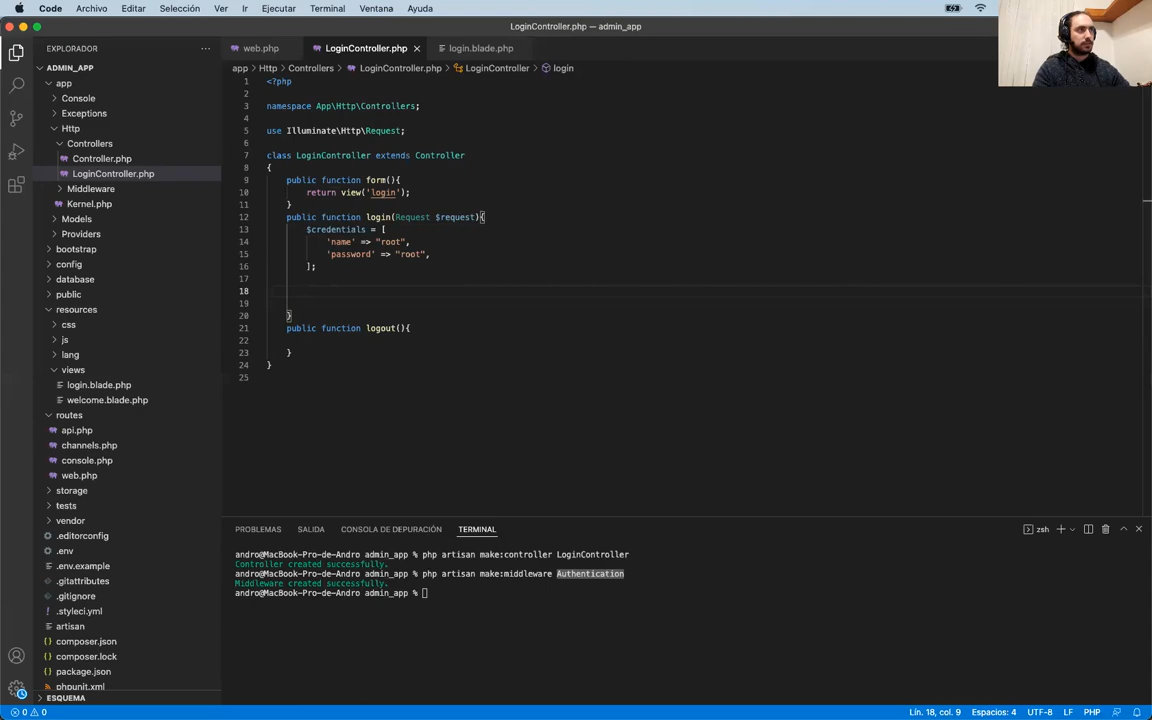 Code Archivo Editar Selección Ver Ir Ejecutar Terminal Ventana Ayuda
LoginController.php — admin_app
EXPLORADOR
web.php LoginController.php login.blade.php
app > Http > Controllers > LoginController.php > LoginController > login
ADMIN_APP
app
Console
Exceptions
Http
Controllers
Controller.php
LoginController.php
Middleware
Kernel.php
Models
Providers
bootstrap
config
database
public
resources
css
js
lang
views
login.blade.php
welcome.blade.php
routes
api.php
channels.php
console.php
web.php
storage
tests
vendor
.editorconfig
.env
.env.example
.gitattributes
.gitignore
.styleci.yml
artisan
composer.json
composer.lock
package.json
phpunit.xml
ESQUEMA
1 <?php
2
3 namespace App\Http\Controllers;
4
5 use Illuminate\Http\Request;
6
7 class LoginController extends Controller
8 {
9 public function form(){
10 return view('login');
11 }
12 public function login(Request $request){
13 $credentials = [
14 'name' => "root",
15 'password' => "root",
16 ];
17
18
19
20 }
21 public function logout(){
22
23 }
24 }
25
PROBLEMAS SALIDA CONSOLA DE DEPURACIÓN TERMINAL
zsh
andro@MacBook-Pro-de-Andro admin_app % php artisan make:controller LoginController
Controller created successfully.
andro@MacBook-Pro-de-Andro admin_app % php artisan make:middleware Authentication
Middleware created successfully.
andro@MacBook-Pro-de-Andro admin_app %
0 0
Lín. 18, col. 9 Espacios: 4 UTF-8 LF PHP